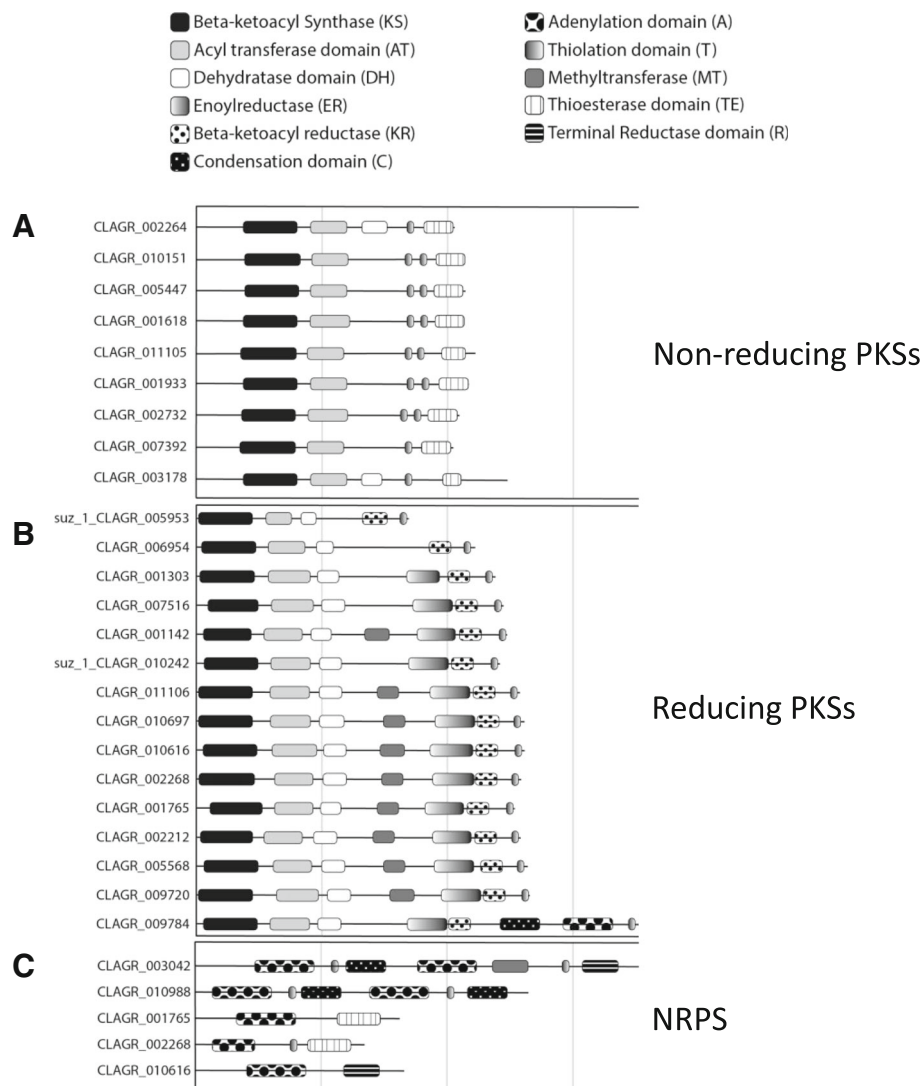 Beta-ketoacyl Synthase (KS)
Acyl transferase domain (AT)
Dehydratase domain (DH)
Enoylreductase (ER)
Beta-ketoacyl reductase (KR)
Condensation domain (C)
Adenylation domain (A)
Thiolation domain (T)
Methyltransferase (MT)
Thioesterase domain (TE)
Terminal Reductase domain (R)
A
CLAGR_002264
CLAGR_010151
CLAGR_005447
CLAGR_001618
CLAGR_011105
CLAGR_001933
CLAGR_002732
CLAGR_007392
CLAGR_003178
Non-reducing PKSs
B
suz_1_CLAGR_005953
CLAGR_006954
CLAGR_001303
CLAGR_007516
CLAGR_001142
suz_1_CLAGR_010242
CLAGR_011106
CLAGR_010697
CLAGR_010616
CLAGR_002268
CLAGR_001765
CLAGR_002212
CLAGR_005568
CLAGR_009720
CLAGR_009784
Reducing PKSs
C
CLAGR_003042
CLAGR_010988
CLAGR_001765
CLAGR_002268
CLAGR_010616
NRPS